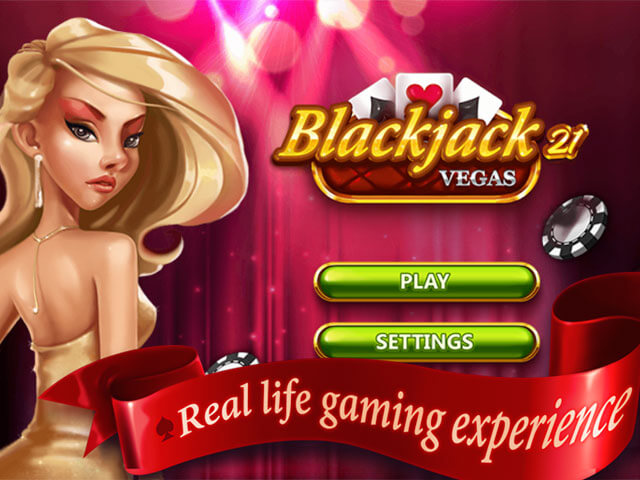 Blackjack 21
VEGAS
PLAY
SETTINGS
Real life gaming experience